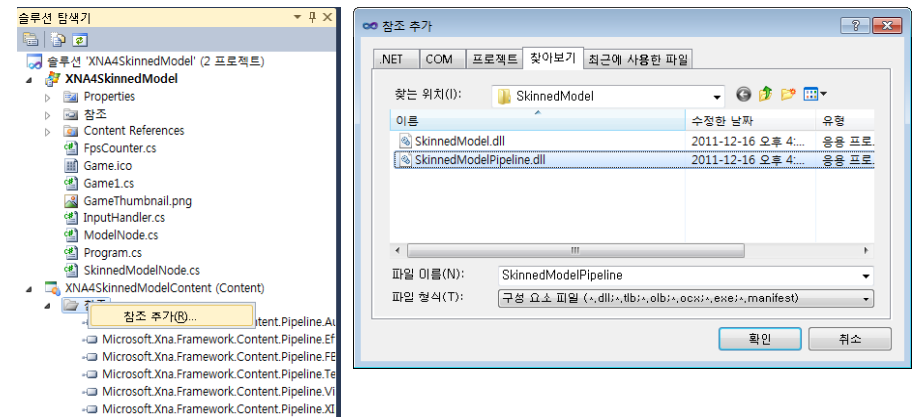 솔루션 탐색기
솔루션 'XNA4SkinnedModel' (2 프로젝트)
XNA4SkinnedModel
Properties
참조
Content References
FpsCounter.cs
Game.ico
Game1.cs
GameThumbnail.png
InputHandler.cs
ModelNode.cs
Program.cs
SkinnedModelNode.cs
XNA4SkinnedModelContent (Content)
참조
참조 추가(R)...
ntent.Pipeline.Au
Microsoft.Xna.Framework.Content.Pipeline.Ef
Microsoft.Xna.Framework.Content.Pipeline.FB
Microsoft.Xna.Framework.Content.Pipeline.Te
Microsoft.Xna.Framework.Content.Pipeline.Vi
Microsoft.Xna.Framework.Content.Pipeline.XI
참조 추가
.NET COM 프로젝트 찾아보기 최근에 사용한 파일
찾는 위치(I): SkinnedModel
이름 수정한 날짜 유형
SkinnedModel.dll 2011-12-16 오후 4:... 응용 프로.
SkinnedModelPipeline.dll 2011-12-16 오후 4:... 응용 프로.
파일 이름(N): SkinnedModelPipeline
파일 형식(T): 구성 요소 파일 (*.dll;*.tlb;*.olb;*.ocx;*.exe;*.manifest)
확인 취소